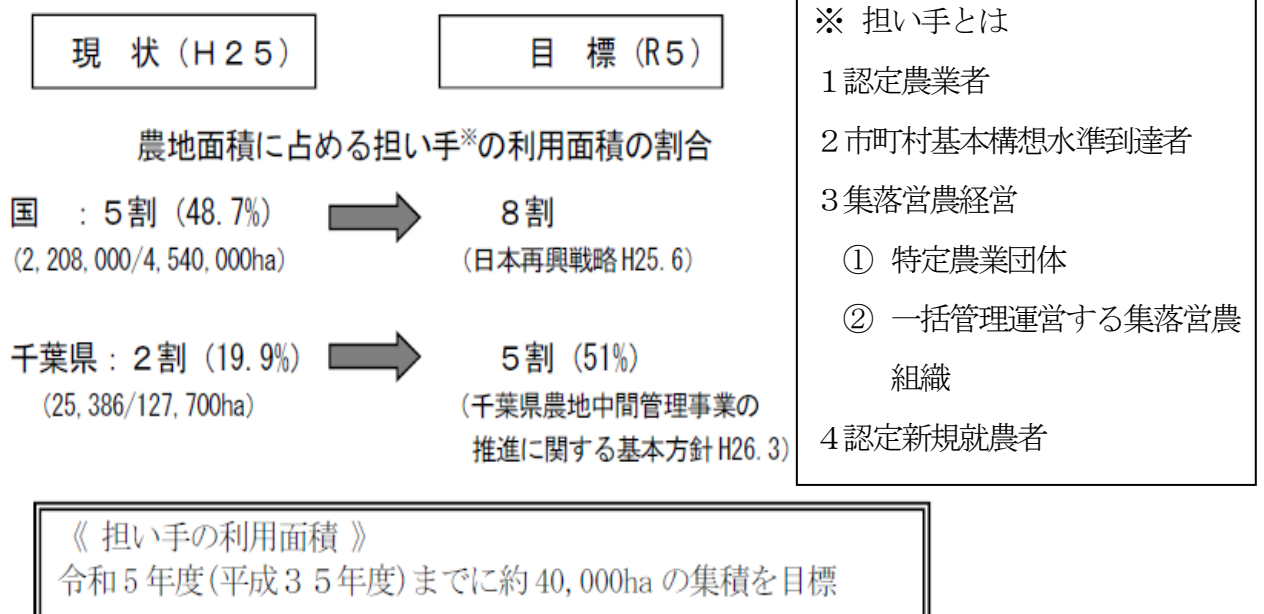 現 状(H25)
目 標(R5)
農地面積に占める担い手※の利用面積の割合
国 :5割(48.7%)
8割
(2,208,000/4,540,000ha)
(日本再興戦略H25.6)
千葉県:2割(19.9%)
5割(51%)
(25,386/127,700ha)
(千葉県農地中間管理事業の
推進に関する基本方針H26.3)
※ 担い手とは
1認定農業者
2市町村基本構想水準到達者
3集落営農経営
① 特定農業団体
② 一括管理運営する集落営農
組織
4認定新規就農者
《 担い手の利用面積 》
令和5年度(平成35年度)までに約40,000haの集積を目標